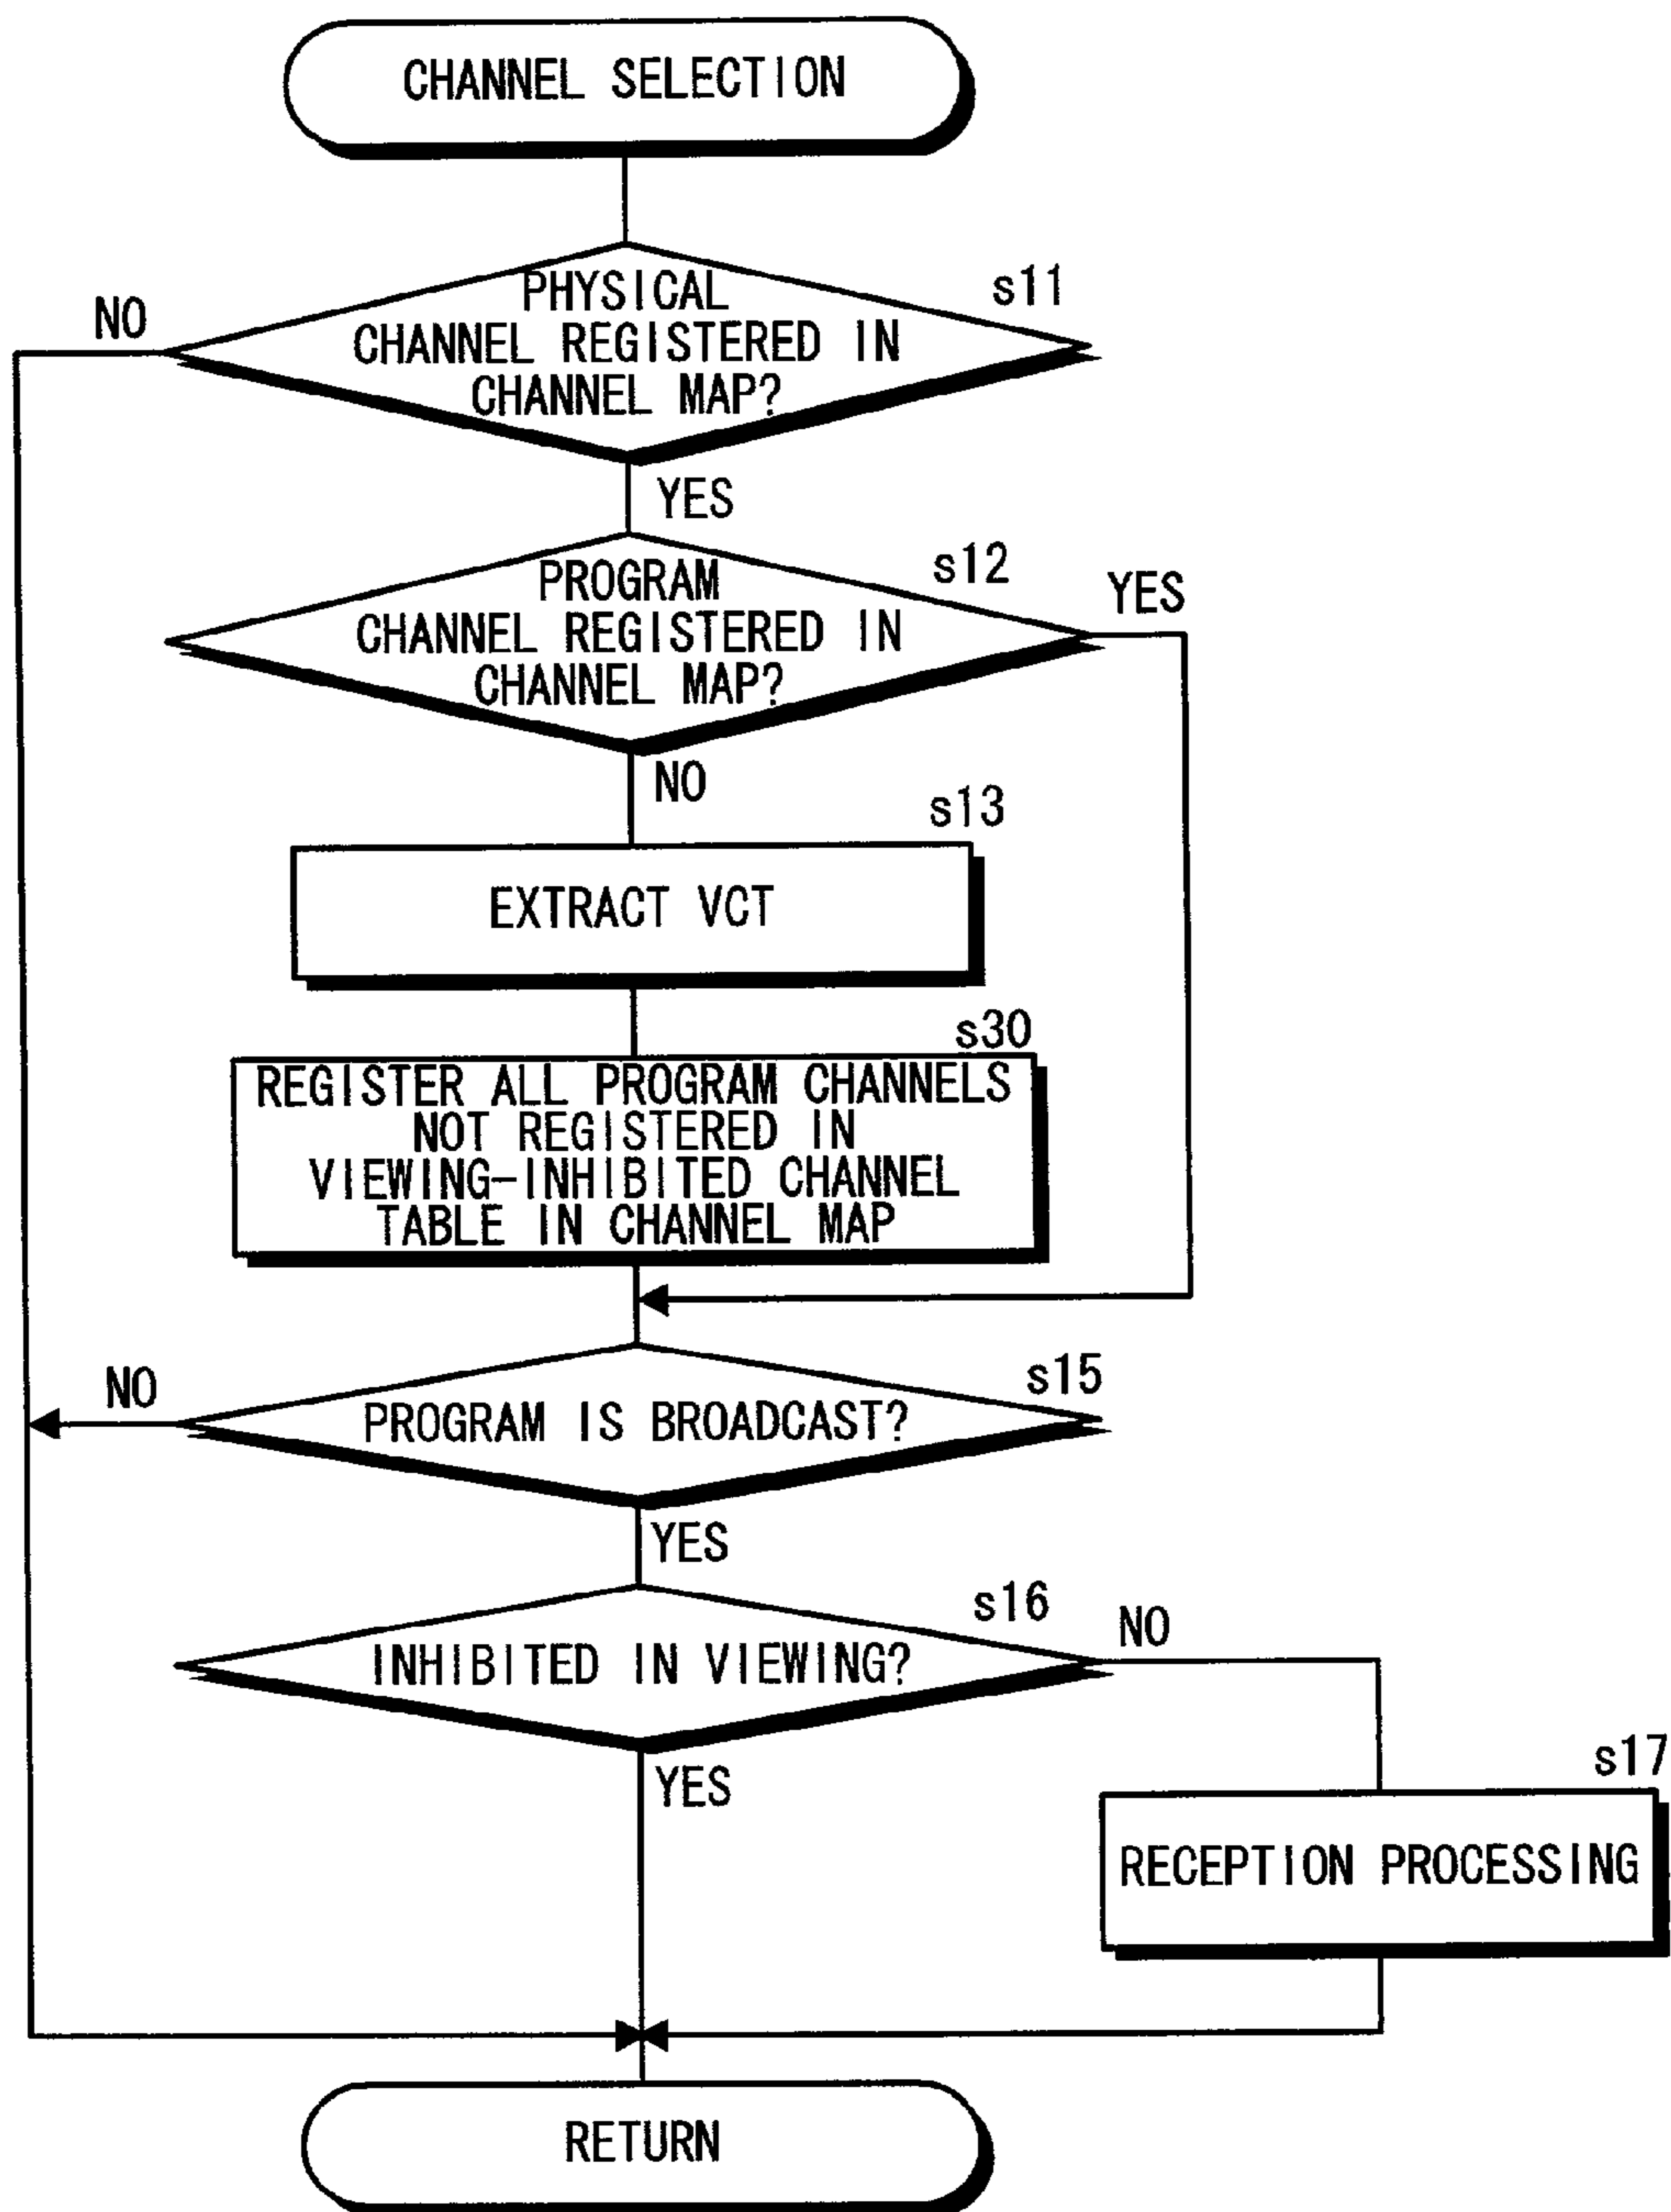 CHANNEL SELECTION
s11
NO
PHYSICAL
CHANNEL REGISTERED IN
CHANNEL MAP?
YES
s12
YES
PROGRAM
CHANNEL REGISTERED IN
CHANNEL MAP?
NO
s13
EXTRACT VCT
s30
REGISTER ALL PROGRAM CHANNELS
NOT REGISTERED IN
VIEWING-INHIBITED CHANNEL
TABLE IN CHANNEL MAP
s15
NO
PROGRAM IS BROADCAST?
YES
s16
NO
INHIBITED IN VIEWING?
YES
s17
RECEPTION PROCESSING
RETURN